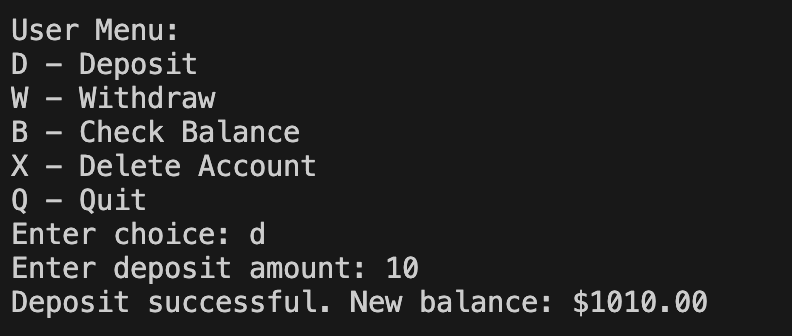 User Menu:
D – Deposit
W – Withdraw
B – Check Balance
X – Delete Account
Q – Quit
Enter choice: d
Enter deposit amount: 10
Deposit successful. New balance: $1010.00